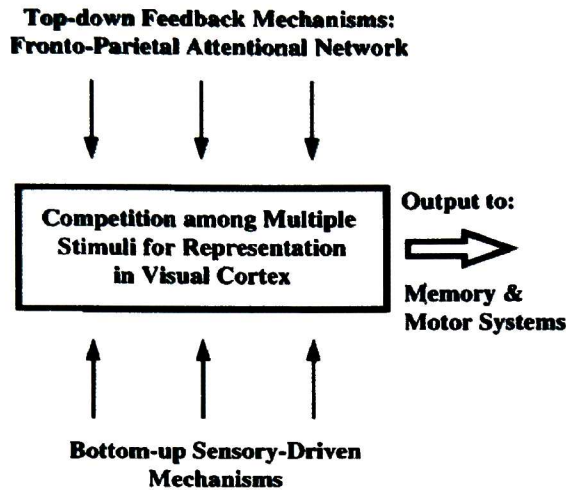 Top-down Feedback Mechanisms:
Fronto-Parietal Attentional Network
Competition among Multiple
Stimuli for Representation
in Visual Cortex
Output to:
Memory &
Motor Systems
Bottom-up Sensory-Driven
Mechanisms